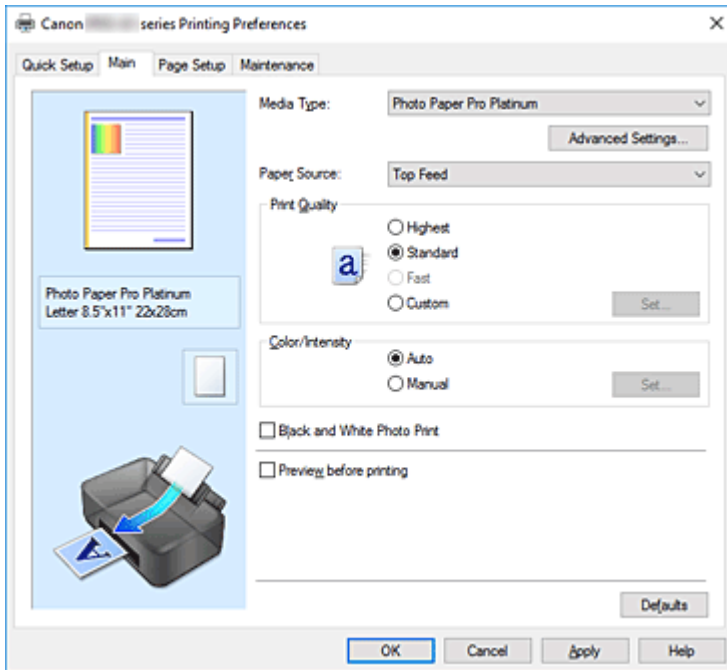 Canon series Printing Preferences
Quick Setup Main Page Setup Maintenance
Media Type: Photo Paper Pro Platinum
Advanced Settings...
Paper Source: Top Feed
Print Quality
Highest
a Standard
Fast
Custom Set...
Photo Paper Pro Platinum
Letter 8.5"x11" 22x28cm
Color/Intensity
Auto
Manual Set...
Black and White Photo Print
Preview before printing
A
Defaults
OK Cancel Apply Help